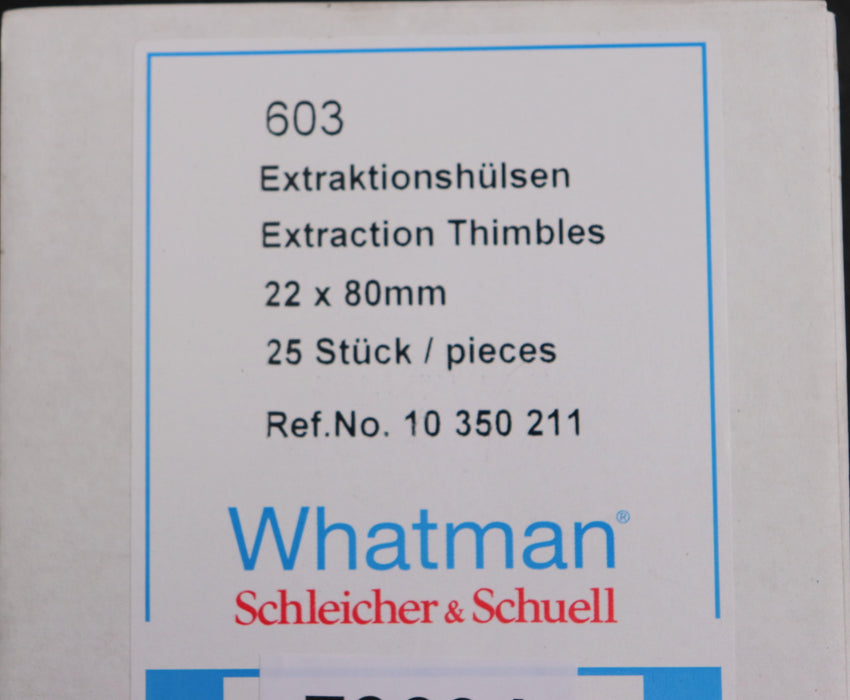 603
Extraktionshülsen
Extraction Thimbles
22 x 80mm
25 Stück / pieces
Ref.No. 10 350 211
Whatman®
Schleicher & Schuell